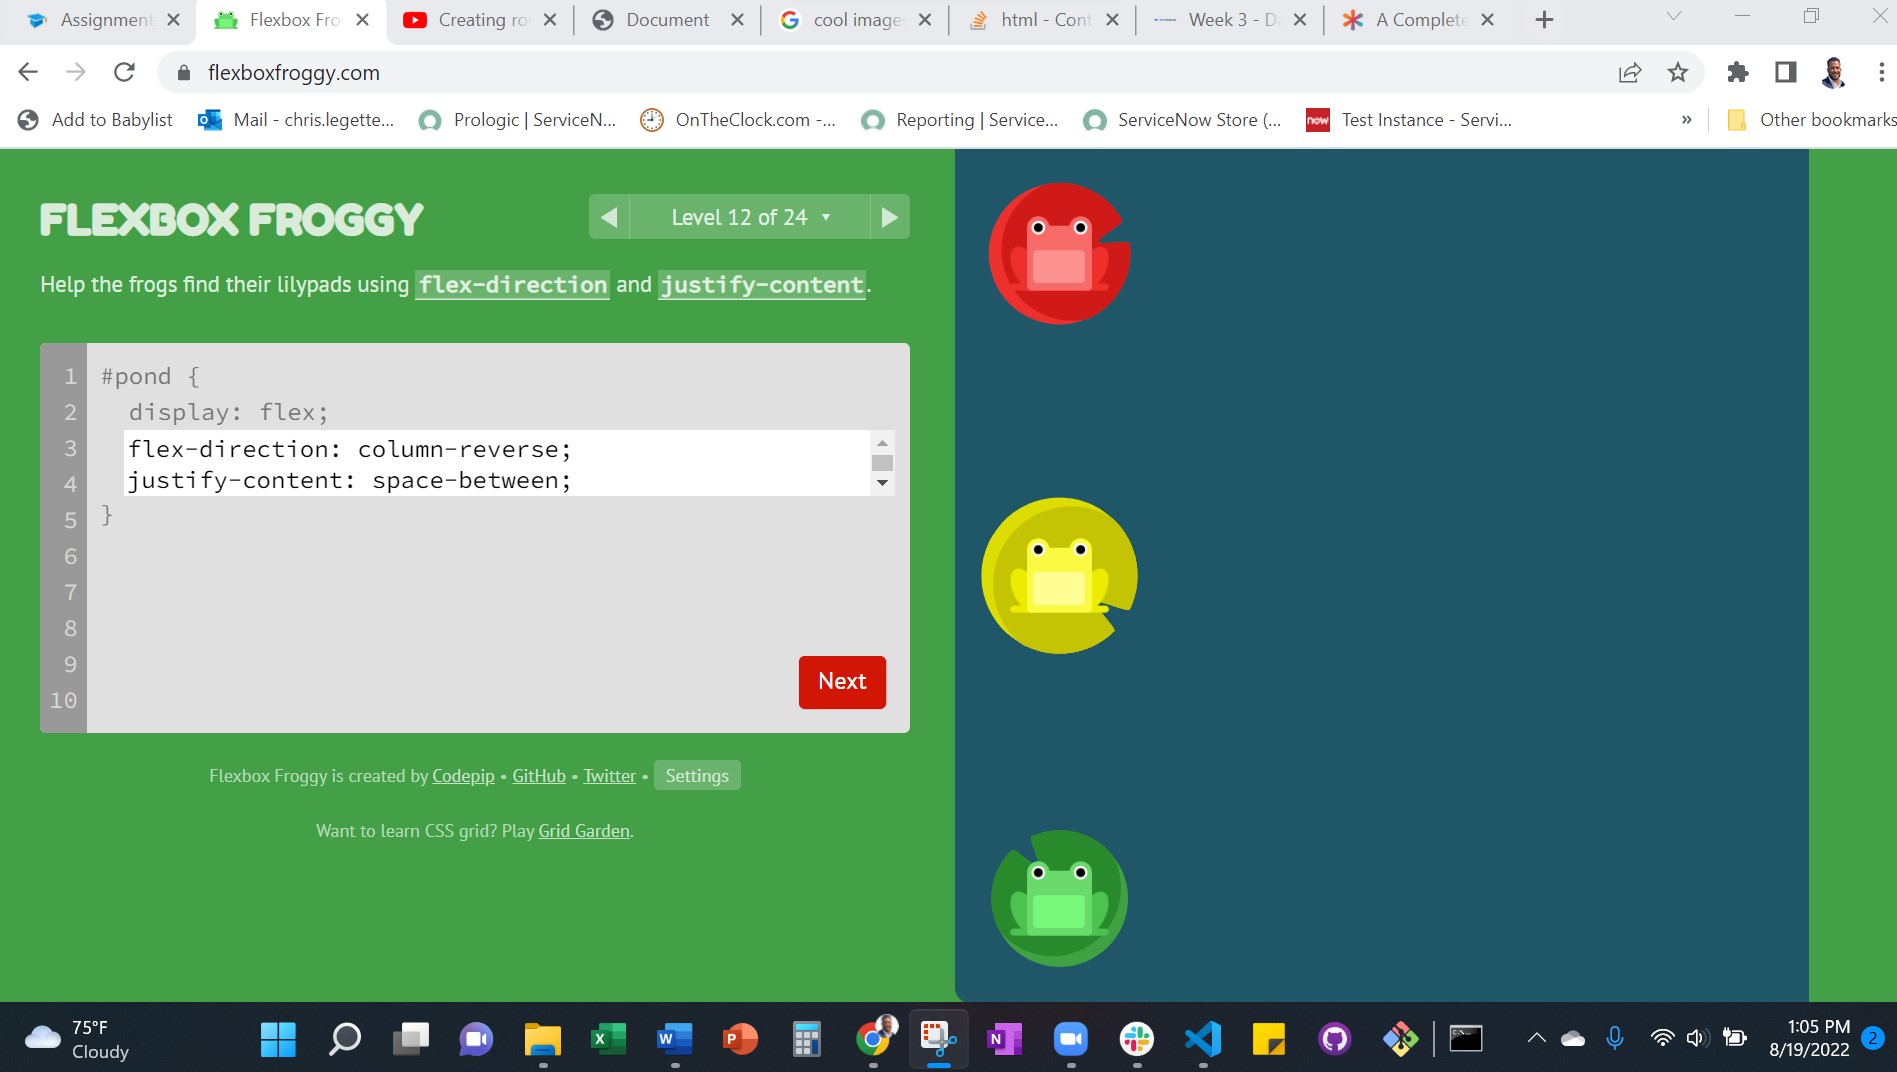 Assignment
Flexbox Fro
Creating ro
Document
cool image
html - Cont
Week 3 - D
A Complete
flexboxfroggy.com
Add to Babylist
Mail - chris.legette...
Prologic | ServiceN...
OnTheClock.com -...
Reporting | Service...
ServiceNow Store (...
now
Test Instance - Servi...
»
Other bookmarks
FLEXBOX FROGGY
Level 12 of 24
Help the frogs find their lilypads using flex-direction and justify-content.
1 #pond {
2 display: flex;
3 flex-direction: column-reverse;
4 justify-content: space-between;
5 }
6
7
8
9
10
Next
Flexbox Froggy is created by Codepip • GitHub • Twitter • Settings
Want to learn CSS grid? Play Grid Garden.
75°F
Cloudy
1:05 PM
8/19/2022
2